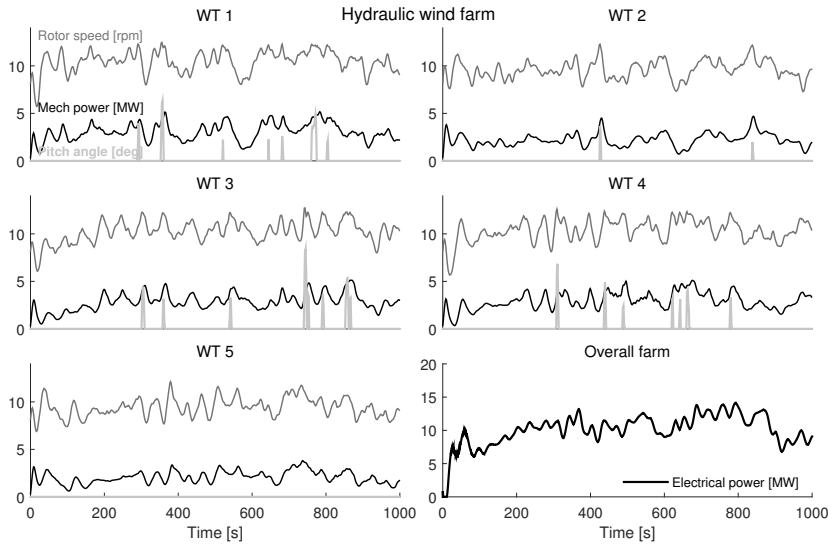 Hydraulic wind farm
WT 1
WT 2
Rotor speed [rpm]
10
10
Mech power [MW]
5
5
Pitch angle [deg]
0
0
WT 3
WT 4
10
10
5
5
0
0
WT 5
Overall farm
20
10
15
10
5
5
Electrical power [MW]
0
0
0 200 400 600 800 1000
0 200 400 600 800 1000
Time [s]
Time [s]